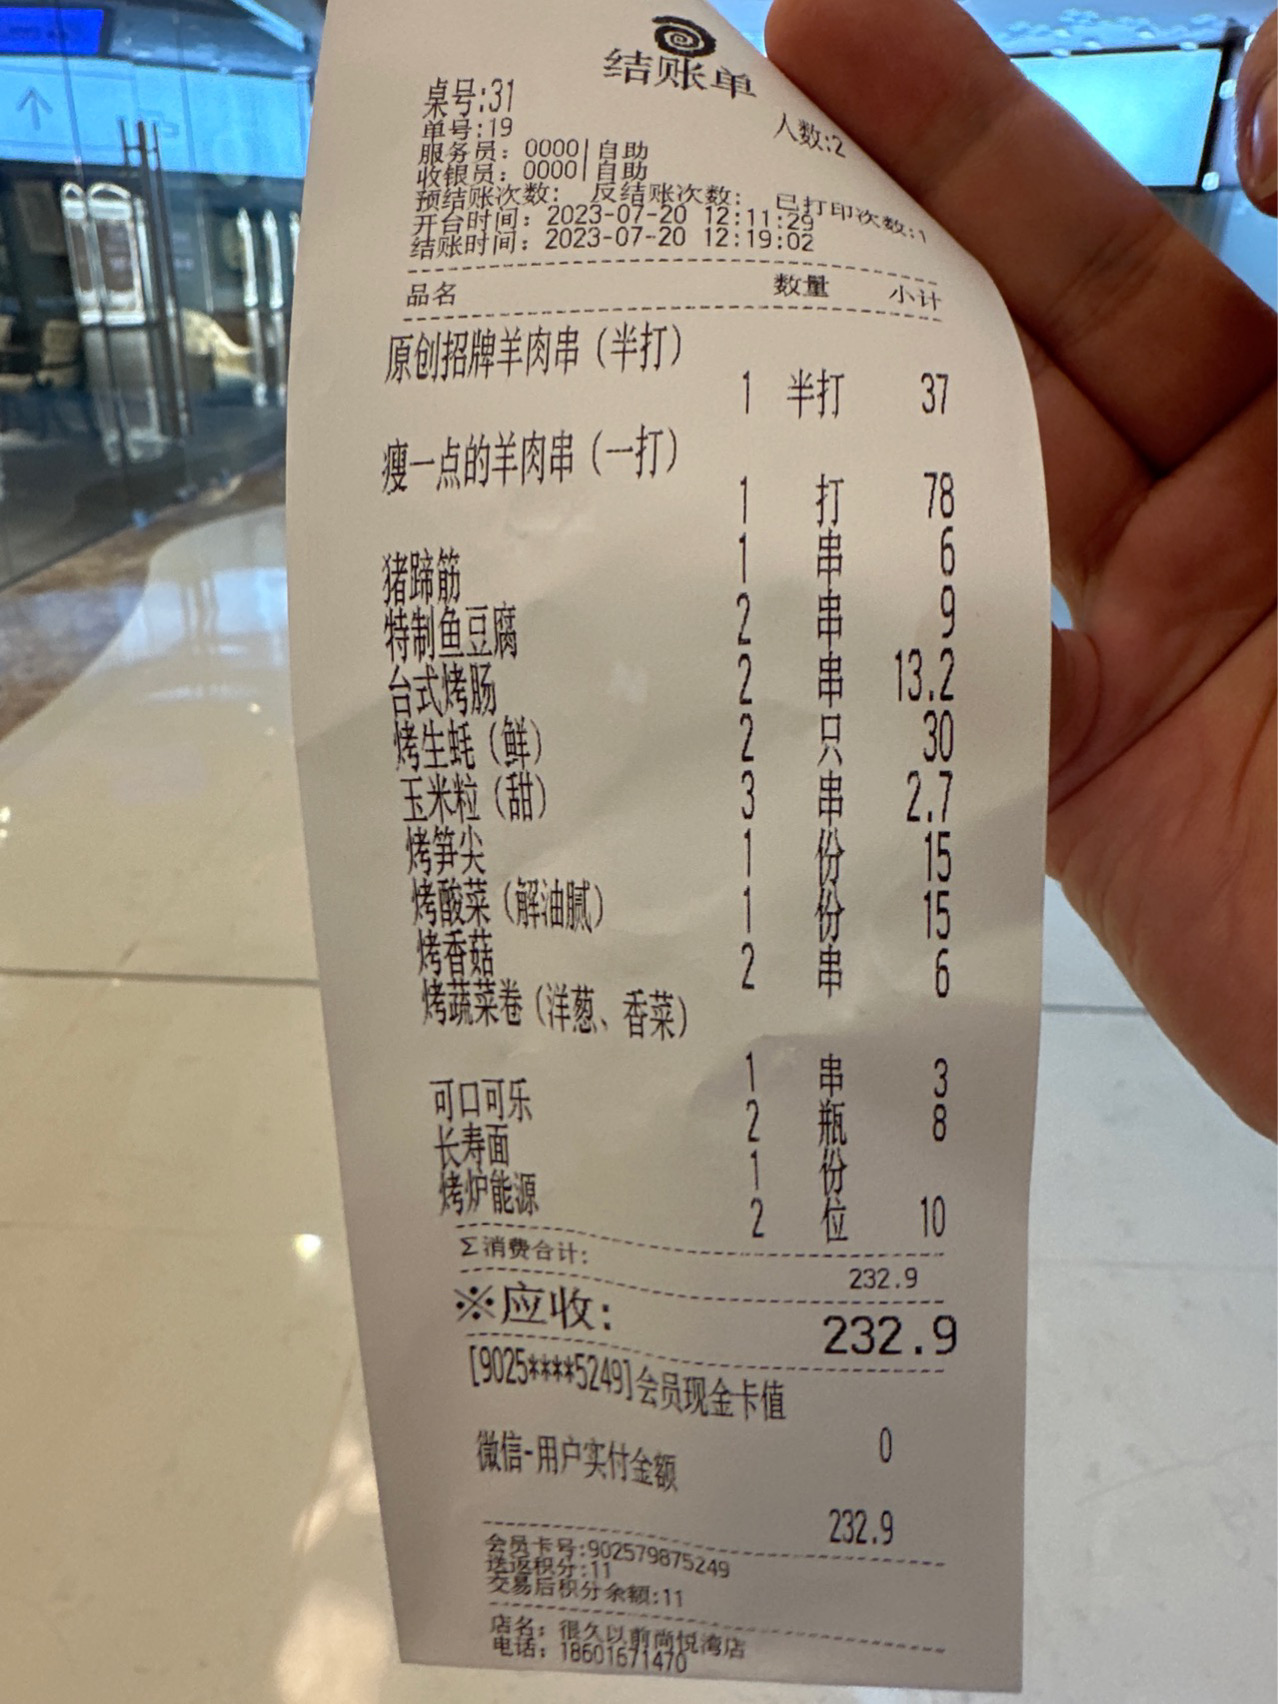 结账单
桌号:31 人数:2
单号:19
服务员: 0000|自助
收银员: 0000|自助
预结账次数: 反结账次数: 已打印次数:1
开台时间: 2023-07-20 12:11:29
结账时间: 2023-07-20 12:19:02
品名 数量 小计
原创招牌羊肉串(半打)
1 半打 37
瘦一点的羊肉串(一打)
1 打 78
猪蹄筋 1 串 6
特制鱼豆腐 2 串 9
台式烤肠 2 串 13.2
烤生蚝(鲜) 2 只 30
玉米粒(甜) 3 串 2.7
烤笋尖 1 份 15
烤酸菜(解油腻) 1 份 15
烤香菇 2 串 6
烤蔬菜卷(洋葱、香菜)
1 串 3
可口可乐 2 瓶 8
长寿面 1 份
烤炉能源 2 位 10
Σ消费合计: 232.9
※应收: 232.9
[9025****5249]会员现金卡值
0
微信-用户实付金额
232.9
会员卡号:902579875249
送返积分:11
交易后积分余额:11
店名: 很久以前尚悦湾店
电话: 18601671470